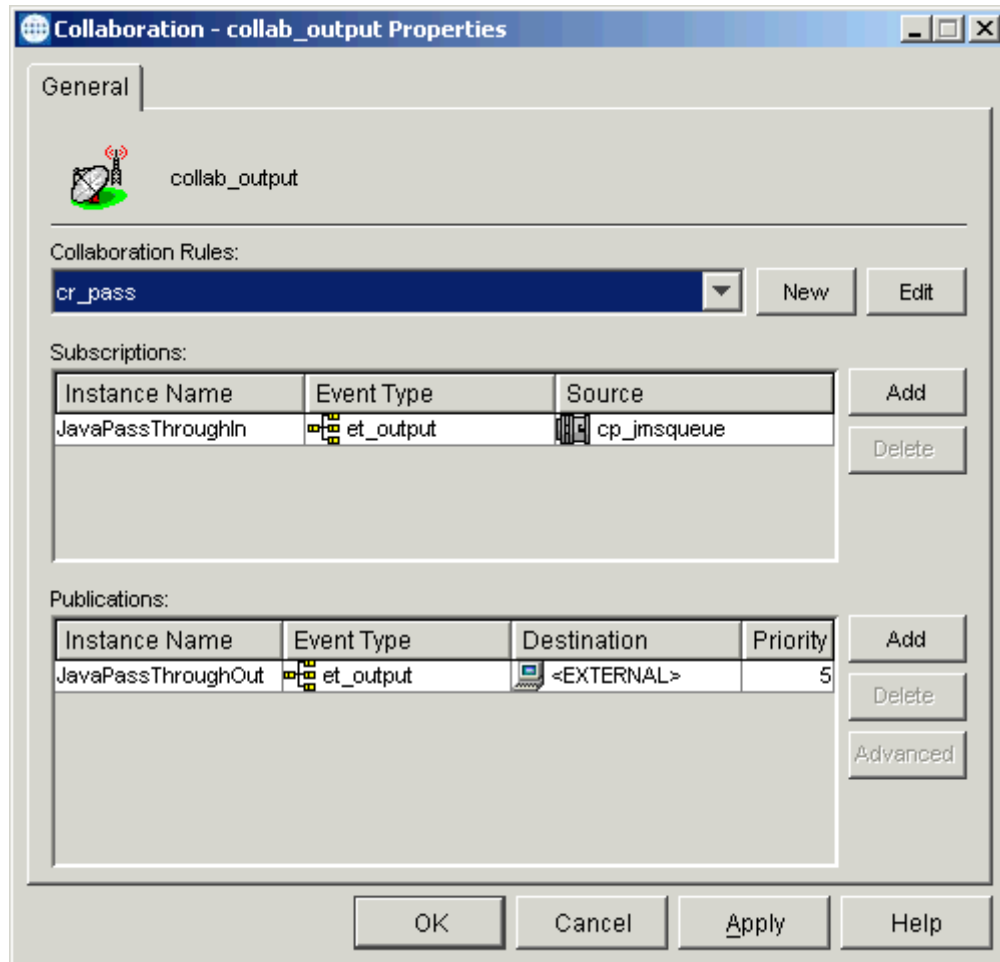 Collaboration - collab_output Properties
General
collab_output
Collaboration Rules:
cr_pass New Edit
Subscriptions:
Instance Name Event Type Source Add
JavaPassThroughIn et_output cp_jmsqueue
Delete
Publications:
Instance Name Event Type Destination Priority Add
JavaPassThroughOut et_output <EXTERNAL> 5
Delete
Advanced
OK Cancel Apply Help